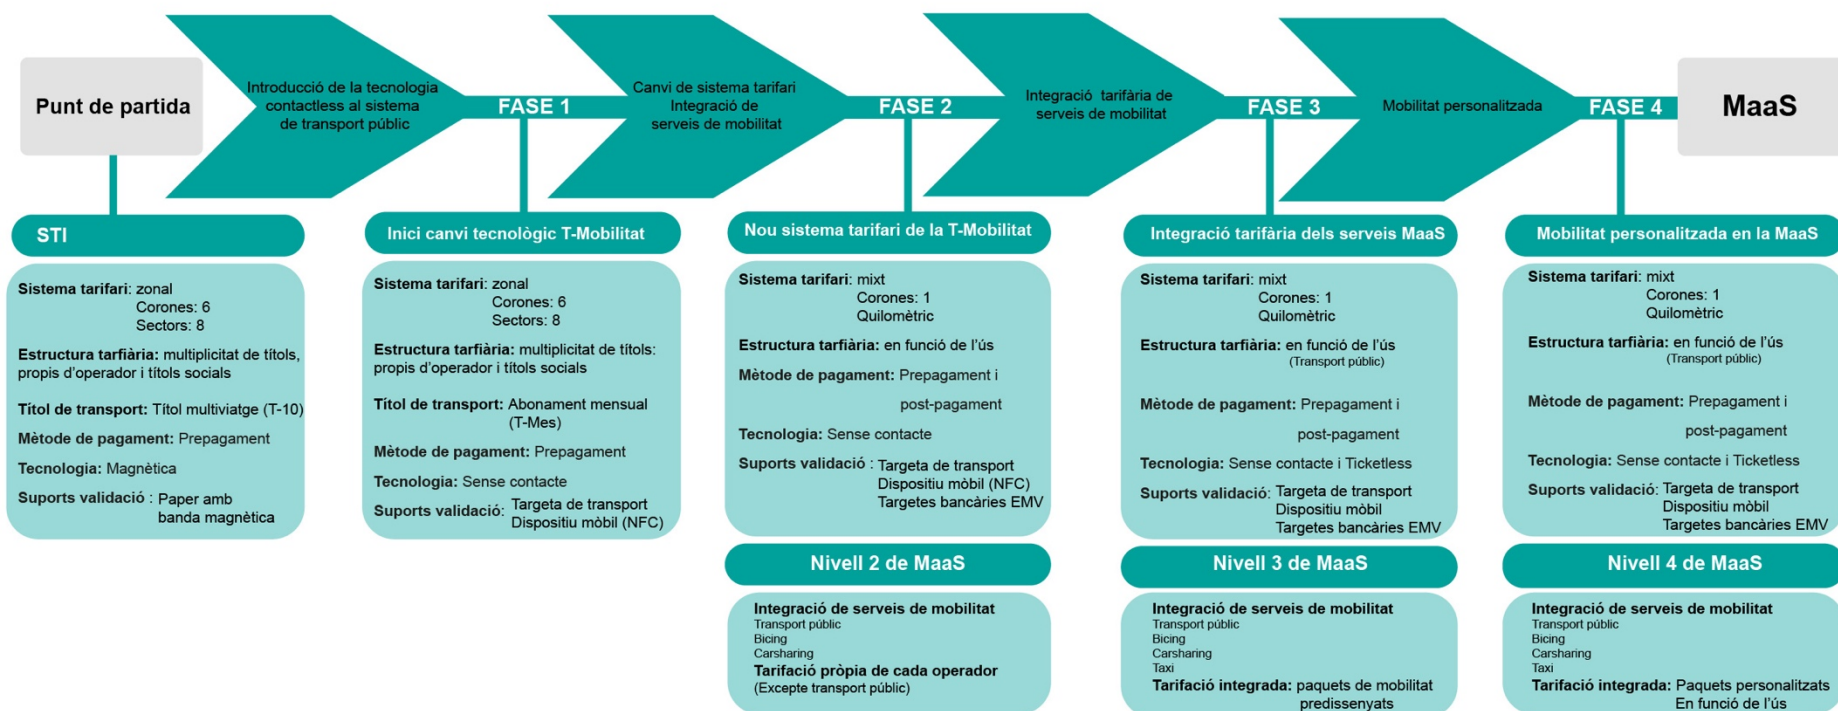 Punt de partida
Introducció de la tecnologia
contactless al sistema
de transport públic
FASE 1
Canvi de sistema tarifari
Integració de
serveis de mobilitat
FASE 2
Integració tarifària de
serveis de mobilitat
FASE 3
Mobilitat personalitzada
FASE 4
MaaS
STI
Sistema tarifari: zonal
Corones: 6
Sectors: 8
Estructura tarfiària: multiplicitat de títols,
propis d'operador i títols socials
Títol de transport: Títol multiviatge (T-10)
Mètode de pagament: Prepagament
Tecnologia: Magnètica
Suports validació : Paper amb
banda magnètica
Inici canvi tecnològic T-Mobilitat
Sistema tarifari: zonal
Corones: 6
Sectors: 8
Estructura tarfiària: multiplicitat de títols:
propis d'operador i títols socials
Títol de transport: Abonament mensual
(T-Mes)
Mètode de pagament: Prepagament
Tecnologia: Sense contacte
Suports validació: Targeta de transport
Dispositiu mòbil (NFC)
Nou sistema tarifari de la T-Mobilitat
Sistema tarifari: mixt
Corones: 1
Quilomètric
Estructura tarfiària: en funció de l'ús
Mètode de pagament: Prepagament i
post-pagament
Tecnologia: Sense contacte
Suports validació : Targeta de transport
Dispositiu mòbil (NFC)
Targetes bancàries EMV
Nivell 2 de MaaS
Integració de serveis de mobilitat
Transport públic
Bicing
Carsharing
Tarifació pròpia de cada operador
(Excepte transport públic)
Integració tarifària dels serveis MaaS
Sistema tarifari: mixt
Corones: 1
Quilomètric
Estructura tarfiària: en funció de l'ús
(Transport públic)
Mètode de pagament: Prepagament i
post-pagament
Tecnologia: Sense contacte i Ticketless
Suports validació: Targeta de transport
Dispositiu mòbil
Targetes bancàries EMV
Nivell 3 de MaaS
Integració de serveis de mobilitat
Transport públic
Bicing
Carsharing
Taxi
Tarifació integrada: paquets de mobilitat
predissenyats
Mobilitat personalitzada en la MaaS
Sistema tarifari: mixt
Corones: 1
Quilomètric
Estructura tarfiària: en funció de l'ús
(Transport públic)
Mètode de pagament: Prepagament i
post-pagament
Tecnologia: Sense contacte i Ticketless
Suports validació: Targeta de transport
Dispositiu mòbil
Targetes bancàries EMV
Nivell 4 de MaaS
Integració de serveis de mobilitat
Transport públic
Bicing
Carsharing
Taxi
Tarifació integrada: Paquets personalitzats
En funció de l'ús